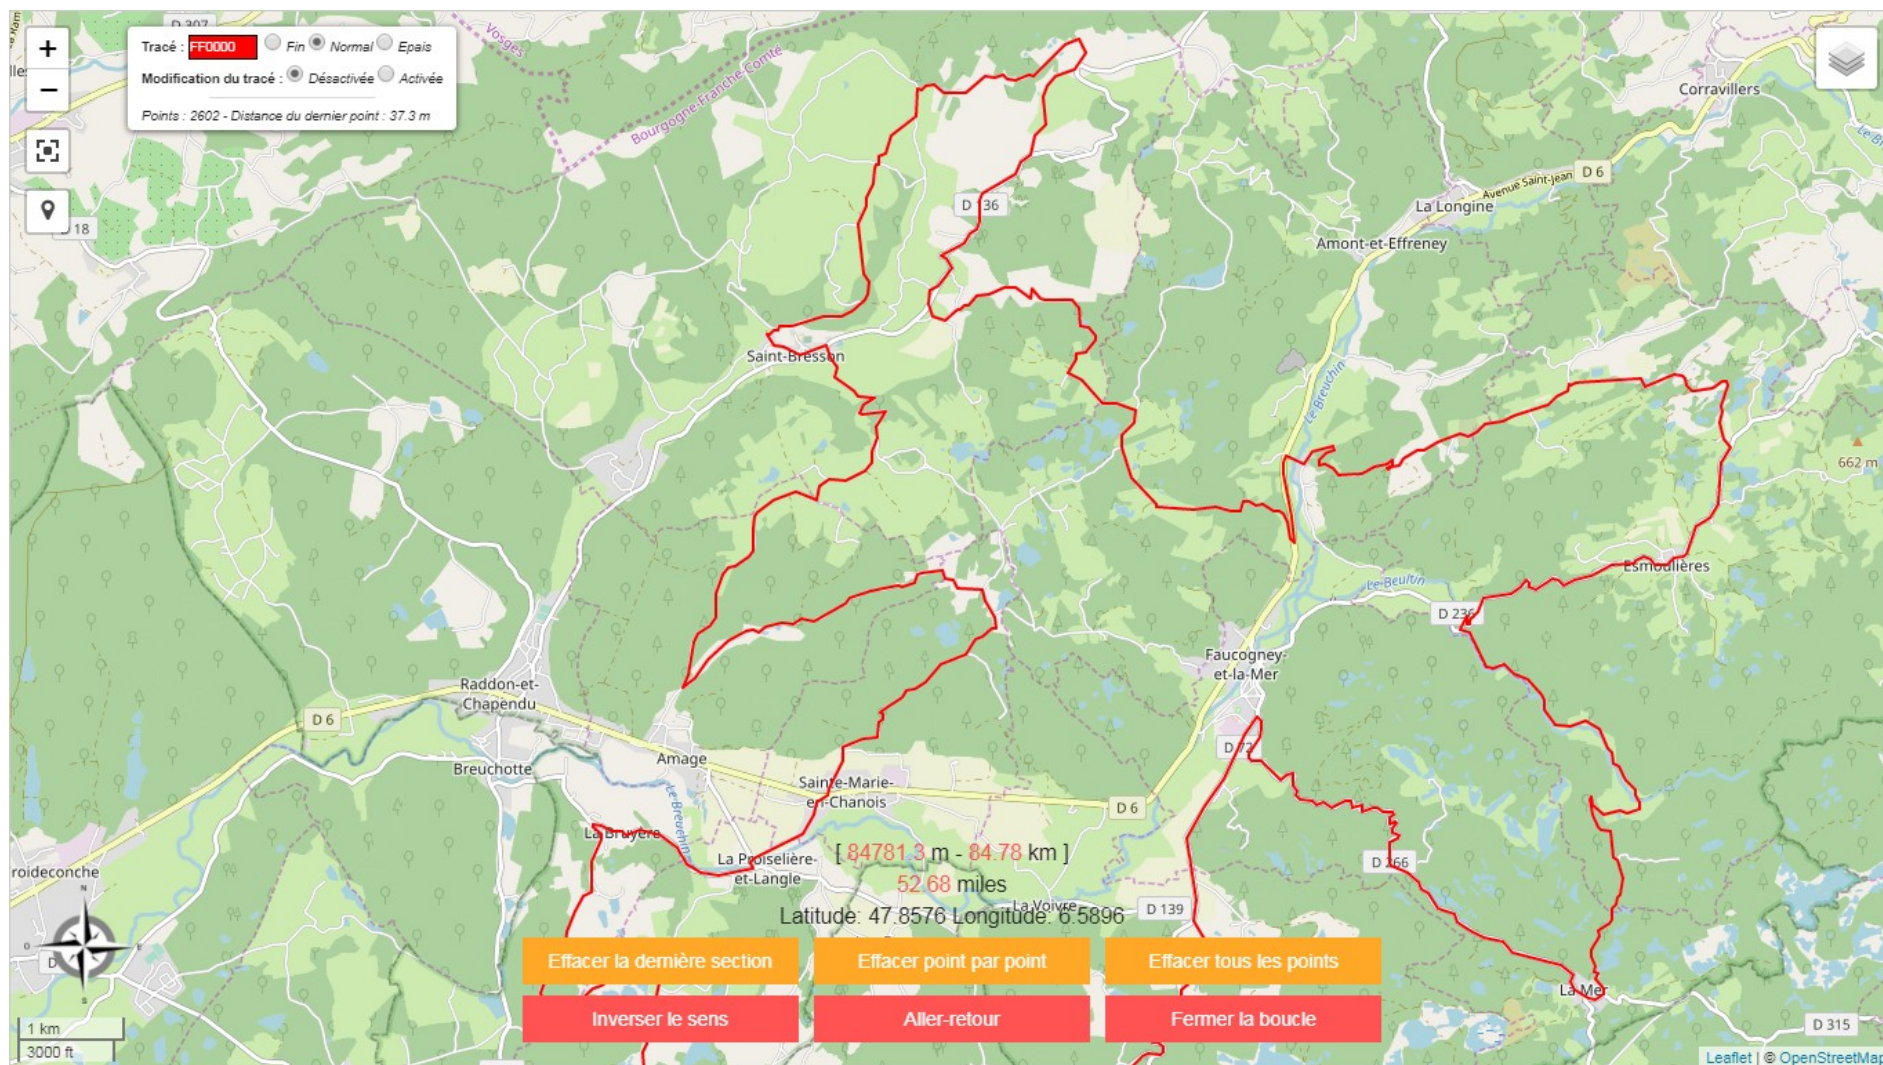 D 307
Vosges
Bourgogne-Franche-Comté
+
−
Tracé : FF0000 Fin Normal Epais
Modification du tracé : Désactivée Activée
Points : 2602 - Distance du dernier point : 37.3 m
Corravillers
D 6
Avenue Saint-Jean
La Longine
D 136
18
Amont-et-Effreney
Saint-Bresson
Le Breuchin
662 m
Esmoulières
Le Beultin
D 236
Faucogney-
et-la-Mer
Raddon-et-
Chapendu
D 6
D 72
Amage
Breuchotte
Sainte-Marie-
en-Chanois
D 6
Le Breuchin
La Bruyère
La Proiselière-
et-Langle
[ 84781.3 m - 84.78 km ]
52.68 miles
D 266
roideconche
La Voivre
D 139
Latitude: 47.8576 Longitude: 6.5896
N
O
E
S
D
Effacer la dernière section
Effacer point par point
Effacer tous les points
La Mer
Inverser le sens
Aller-retour
Fermer la boucle
D 315
1 km
3000 ft
Leaflet | © OpenStreetMap